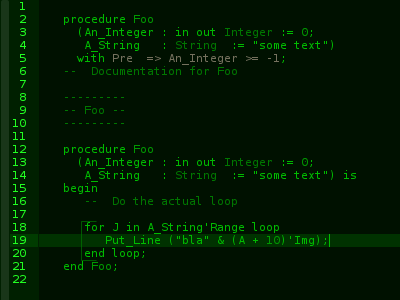 1
2 procedure Foo
3 (An_Integer : in out Integer := 0;
4 A_String : String := "some text")
5 with Pre => An_Integer >= -1;
6 -- Documentation for Foo
7
8 ---------
9 -- Foo --
10 ---------
11
12 procedure Foo
13 (An_Integer : in out Integer := 0;
14 A_String : String := "some text") is
15 begin
16 -- Do the actual loop
17
18 for J in A_String'Range loop
19 Put_Line ("bla" & (A + 10)'Img);
20 end loop;
21 end Foo;
22